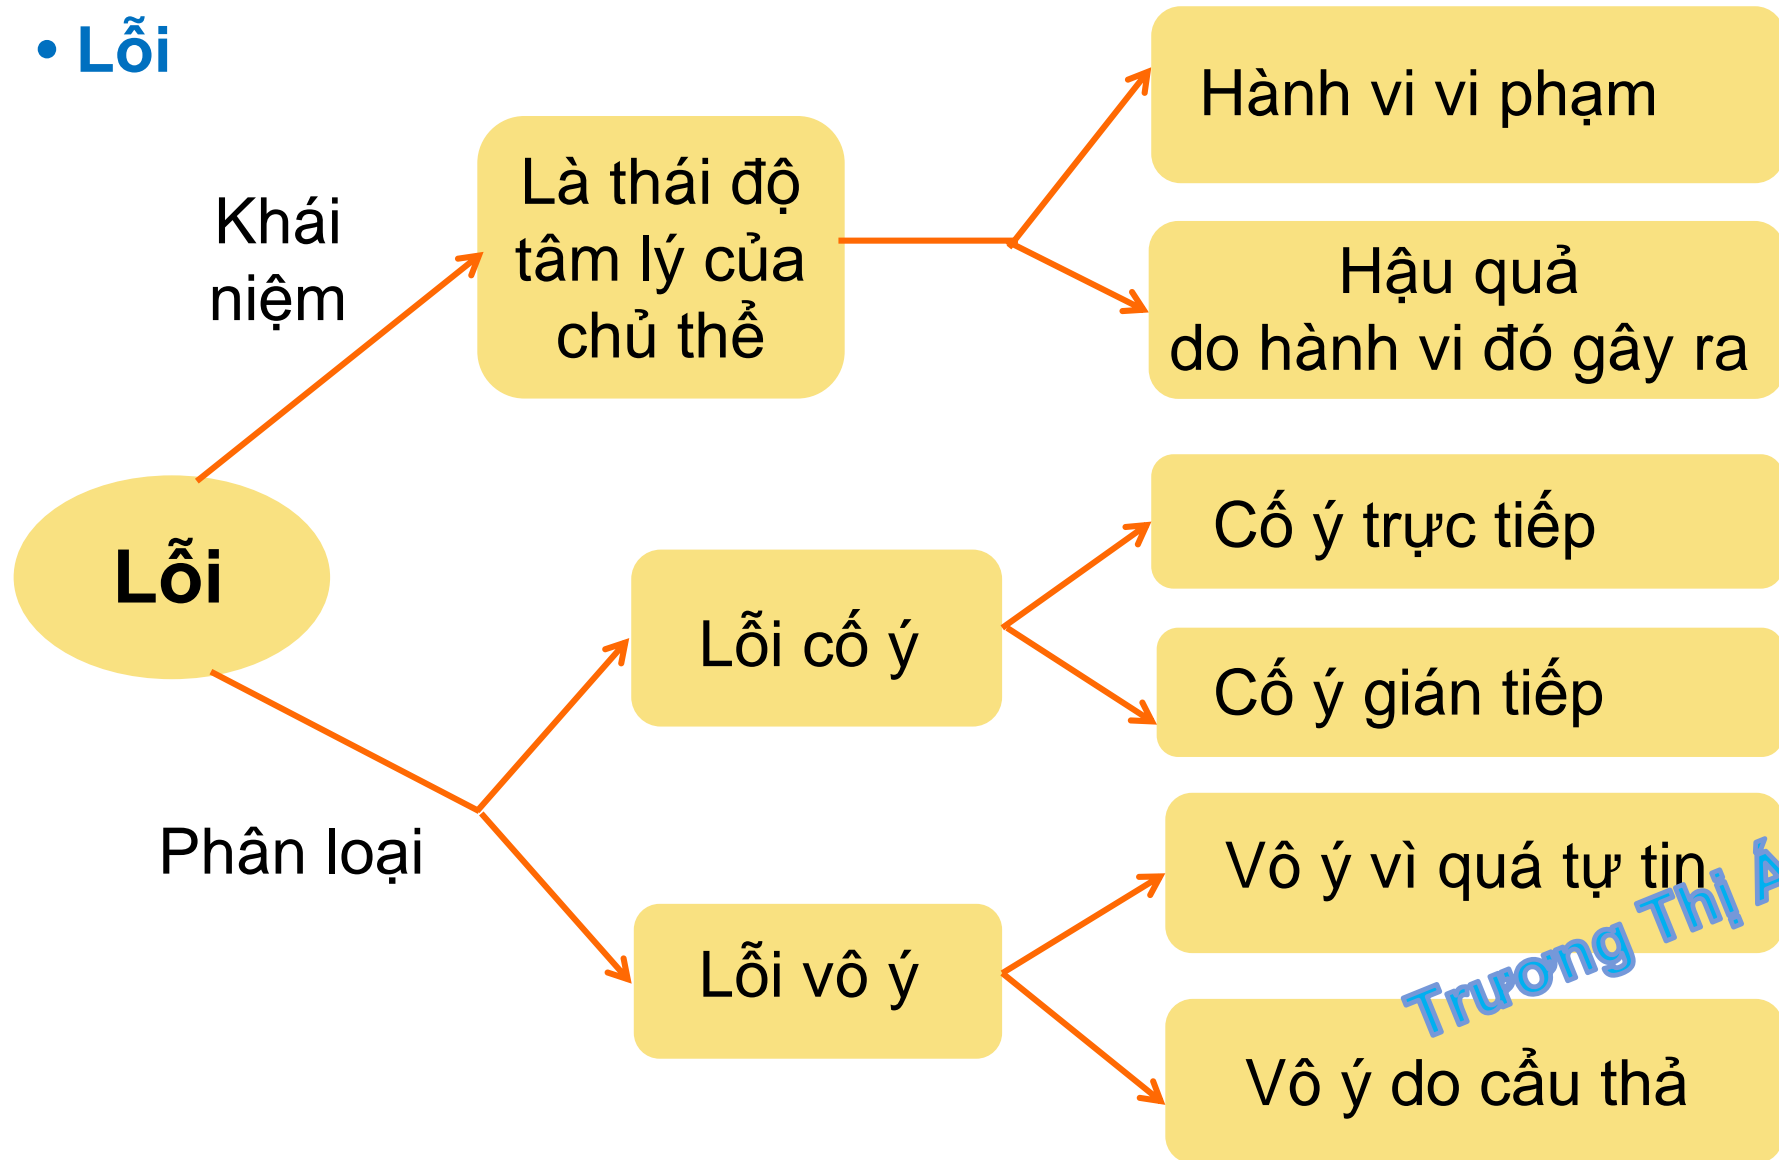 • Lỗi
Khái
niệm
Là thái độ
tâm lý của
chủ thể
Hành vi vi phạm
Hậu quả
do hành vi đó gây ra
Lỗi
Phân loại
Lỗi cố ý
Cố ý trực tiếp
Cố ý gián tiếp
Lỗi vô ý
Vô ý vì quá tự tin
Vô ý do cẩu thả
Trương Thị